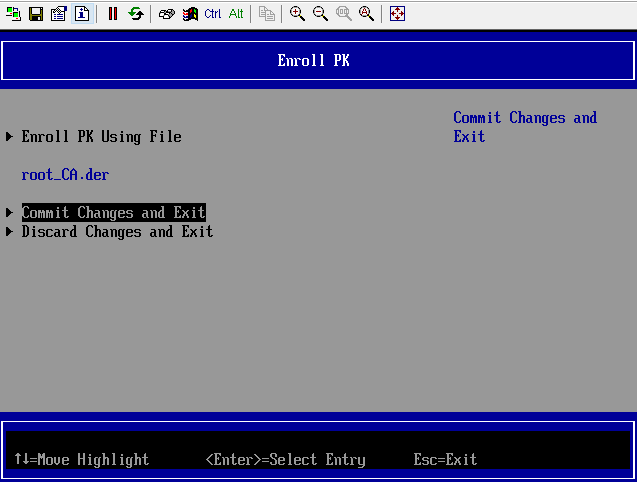 Ctrl Alt
Enroll PK
Enroll PK Using File
root_CA.der
Commit Changes and Exit
Discard Changes and Exit
Commit Changes and
Exit
↑↓=Move Highlight <Enter>=Select Entry Esc=Exit